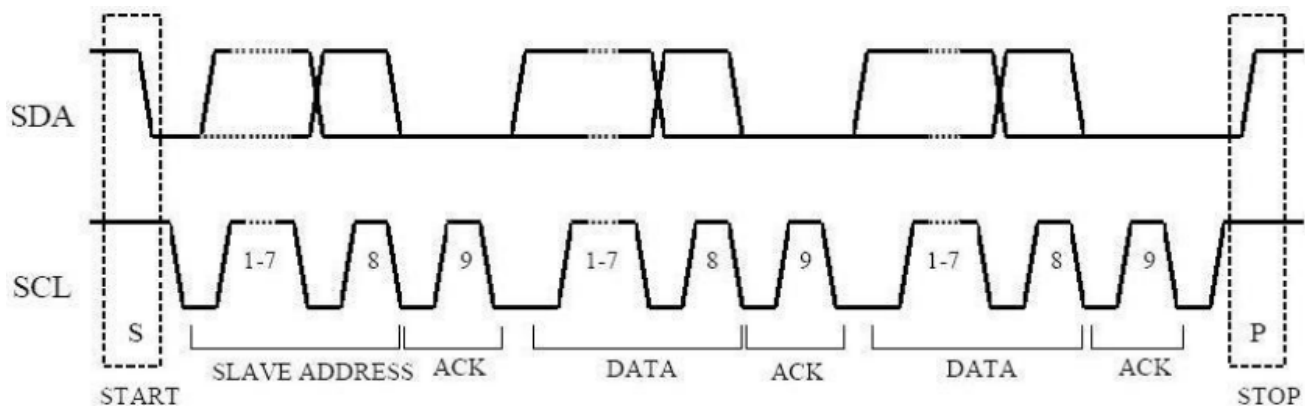 SDA
SCL
1-7 8 9 1-7 8 9 1-7 8 9
S P
SLAVE ADDRESS ACK DATA ACK DATA ACK
START STOP